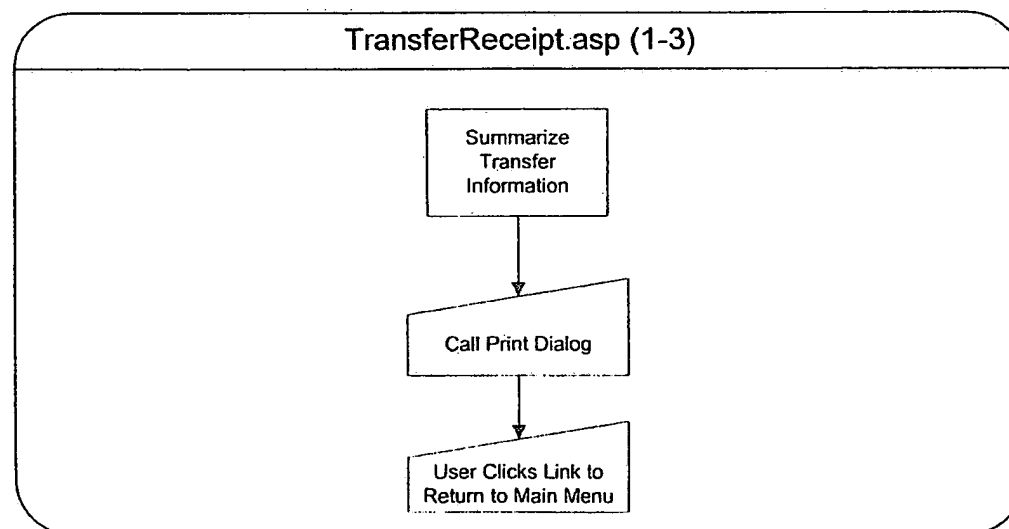 TransferReceipt.asp (1-3)
Summarize
Transfer
Information
Call Print Dialog
User Clicks Link to
Return to Main Menu